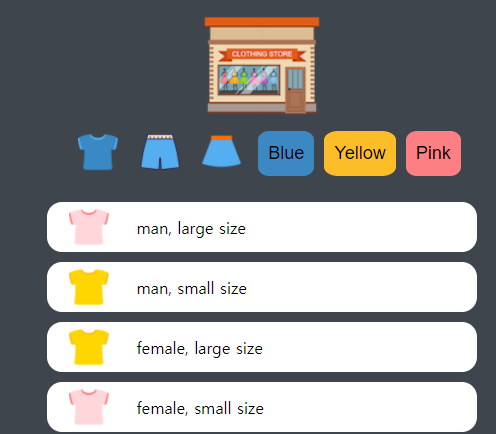 CLOTHING STORE
Blue Yellow Pink
man, large size
man, small size
female, large size
female, small size